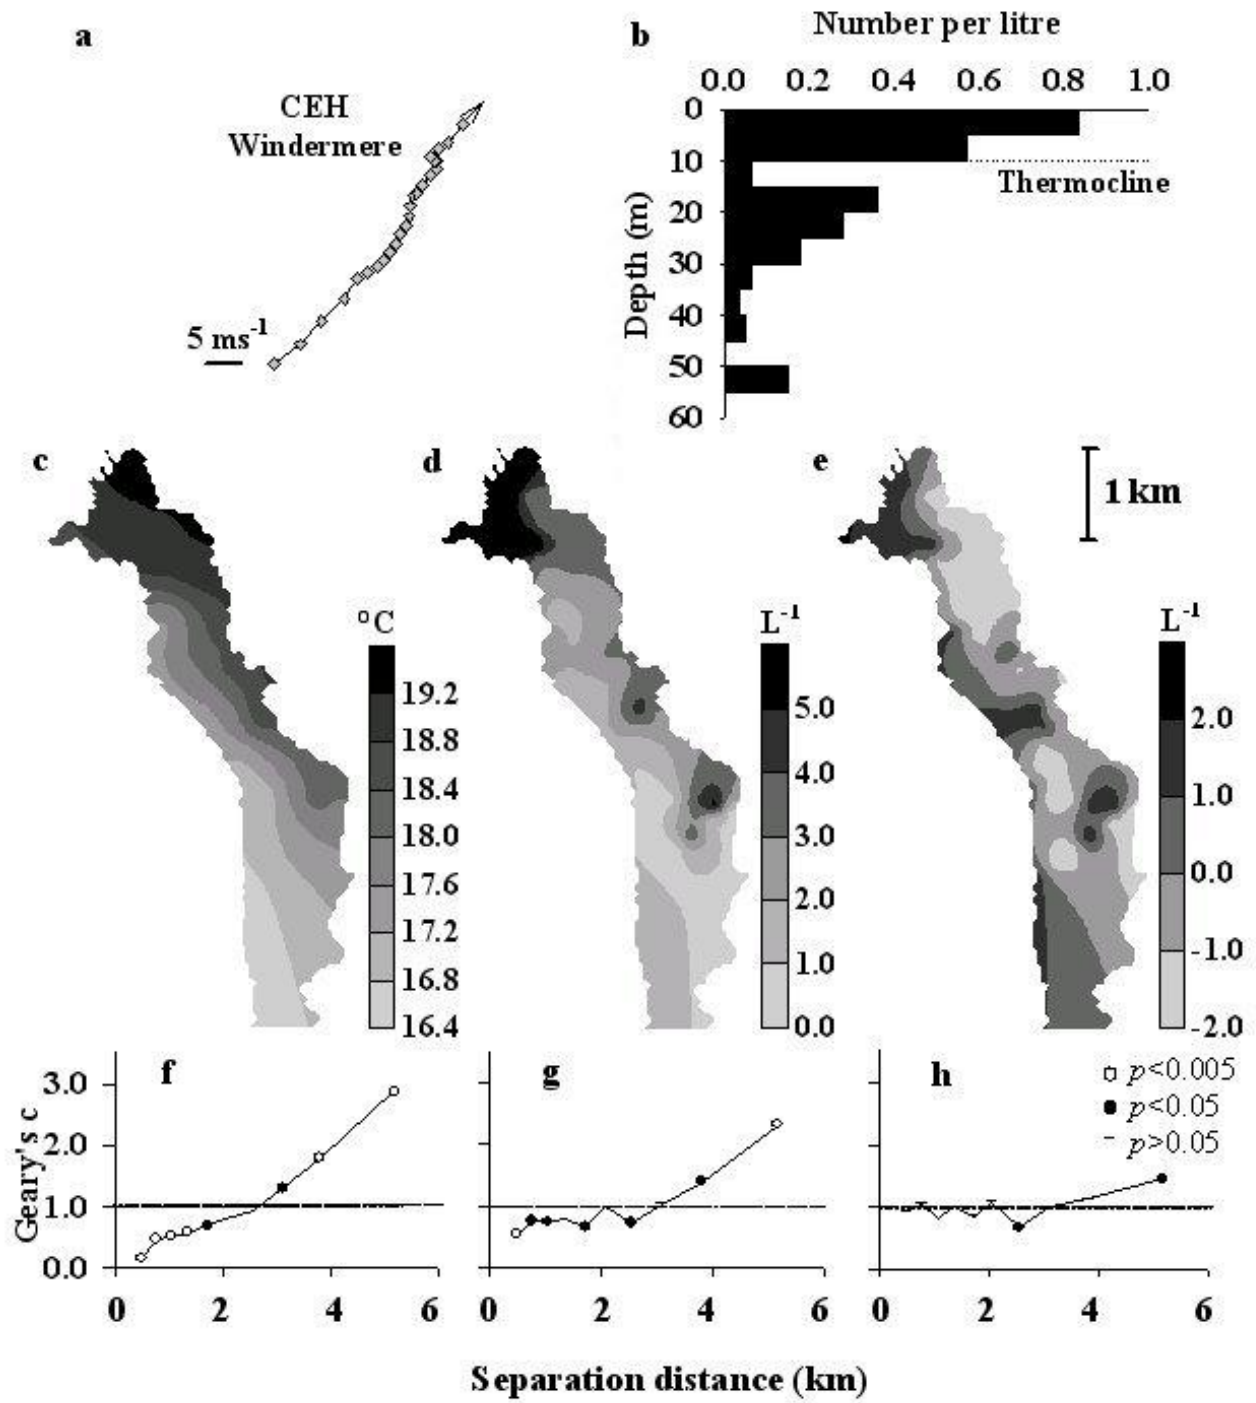 a
CEH
Windermere
5 ms-1
b
Number per litre
0.0 0.2 0.4 0.6 0.8 1.0
Depth (m)
0
10
20
30
40
50
60
Thermocline
c
oC
19.2
18.8
18.4
18.0
17.6
17.2
16.8
16.4
d
L-1
5.0
4.0
3.0
2.0
1.0
0.0
e
1 km
L-1
2.0
1.0
0.0
-1.0
-2.0
Geary's c
3.0
2.0
1.0
0.0
f
0 2 4 6
g
0 2 4 6
h
p<0.005
p<0.05
p>0.05
0 2 4 6
Separation distance (km)